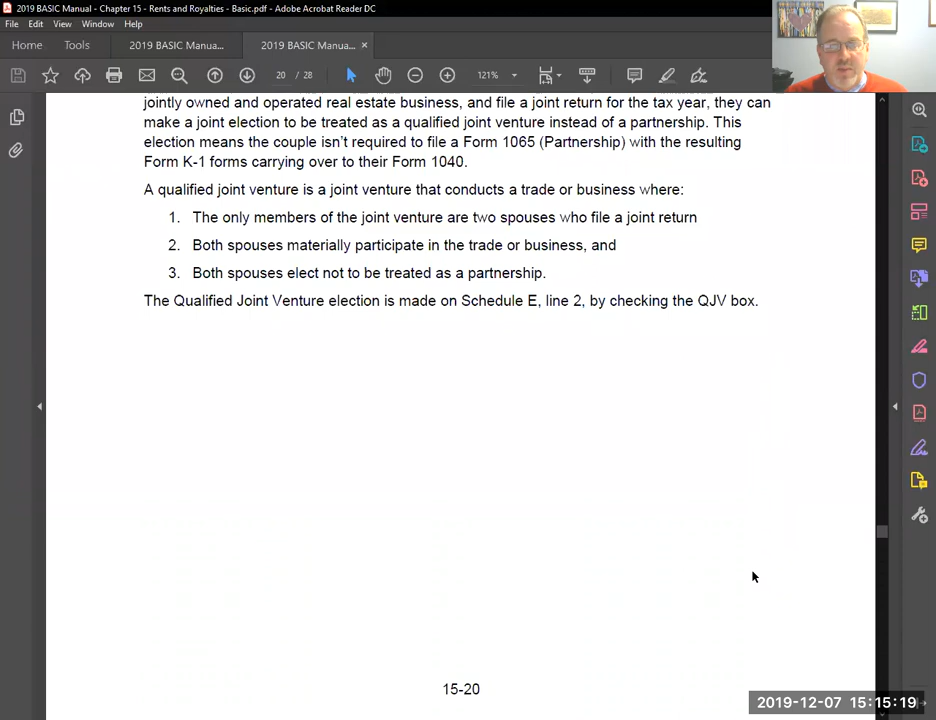 2019 BASIC Manual - Chapter 15 - Rents and Royalties - Basic.pdf - Adobe Acrobat Reader DC
File Edit View Window Help
Home Tools 2019 BASIC Manua... 2019 BASIC Manua... ×
20 / 28 121%
jointly owned and operated real estate business, and file a joint return for the tax year, they can
make a joint election to be treated as a qualified joint venture instead of a partnership. This
election means the couple isn't required to file a Form 1065 (Partnership) with the resulting
Form K-1 forms carrying over to their Form 1040.
A qualified joint venture is a joint venture that conducts a trade or business where:
1. The only members of the joint venture are two spouses who file a joint return
2. Both spouses materially participate in the trade or business, and
3. Both spouses elect not to be treated as a partnership.
The Qualified Joint Venture election is made on Schedule E, line 2, by checking the QJV box.
15-20
2019-12-07 15:15:19